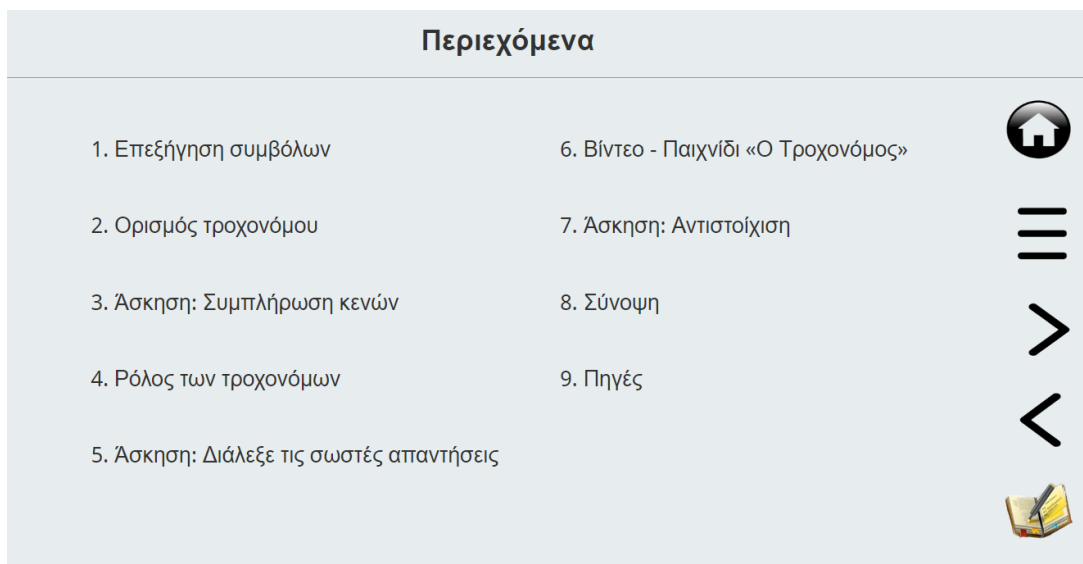 Περιεχόμενα
1. Επεξήγηση συμβόλων
2. Ορισμός τροχονόμου
3. Άσκηση: Συμπλήρωση κενών
4. Ρόλος των τροχονόμων
5. Άσκηση: Διάλεξε τις σωστές απαντήσεις
6. Βίντεο - Παιχνίδι «Ο Τροχονόμος»
7. Άσκηση: Αντιστοίχιση
8. Σύνοψη
9. Πηγές